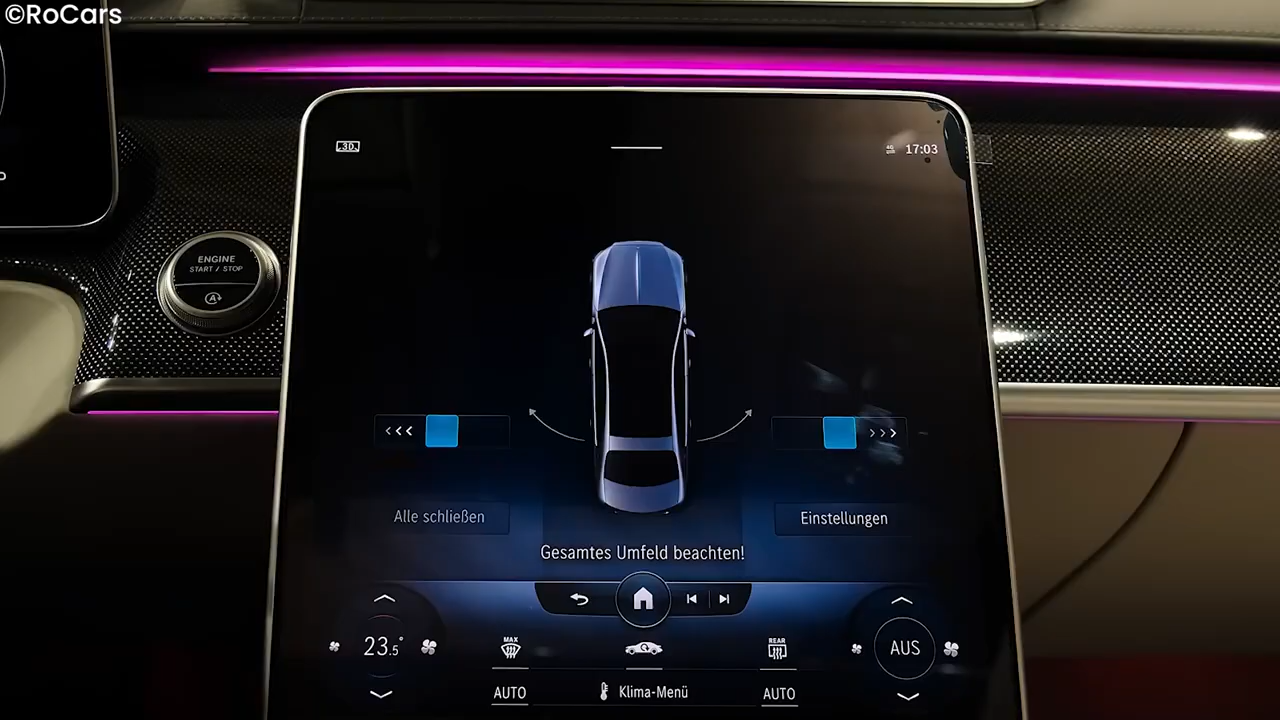 ©RoCars
3D
4G
17:03
ENGINE
START / STOP
A
Alle schließen
Einstellungen
Gesamtes Umfeld beachten!
23.5°
MAX
REAR
AUS
AUTO
Klima-Menü
AUTO